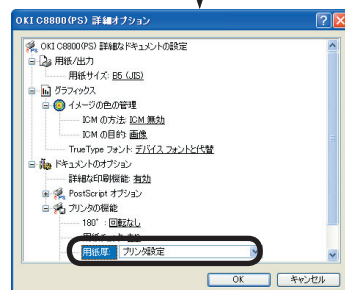 OKI C8800(PS) 詳細オプション
OKI C8800(PS) 詳細なドキュメントの設定
用紙/出力
用紙サイズ: B5 (JIS)
グラフィックス
イメージの色の管理
ICM の方法: ICM 無効
ICM の目的: 画像
TrueType フォント: デバイス フォントと代替
ドキュメントのオプション
詳細な印刷機能: 有効
PostScript オプション
プリンタの機能
180° : 回転なし
用紙厚: プリンタ設定
OK キャンセル